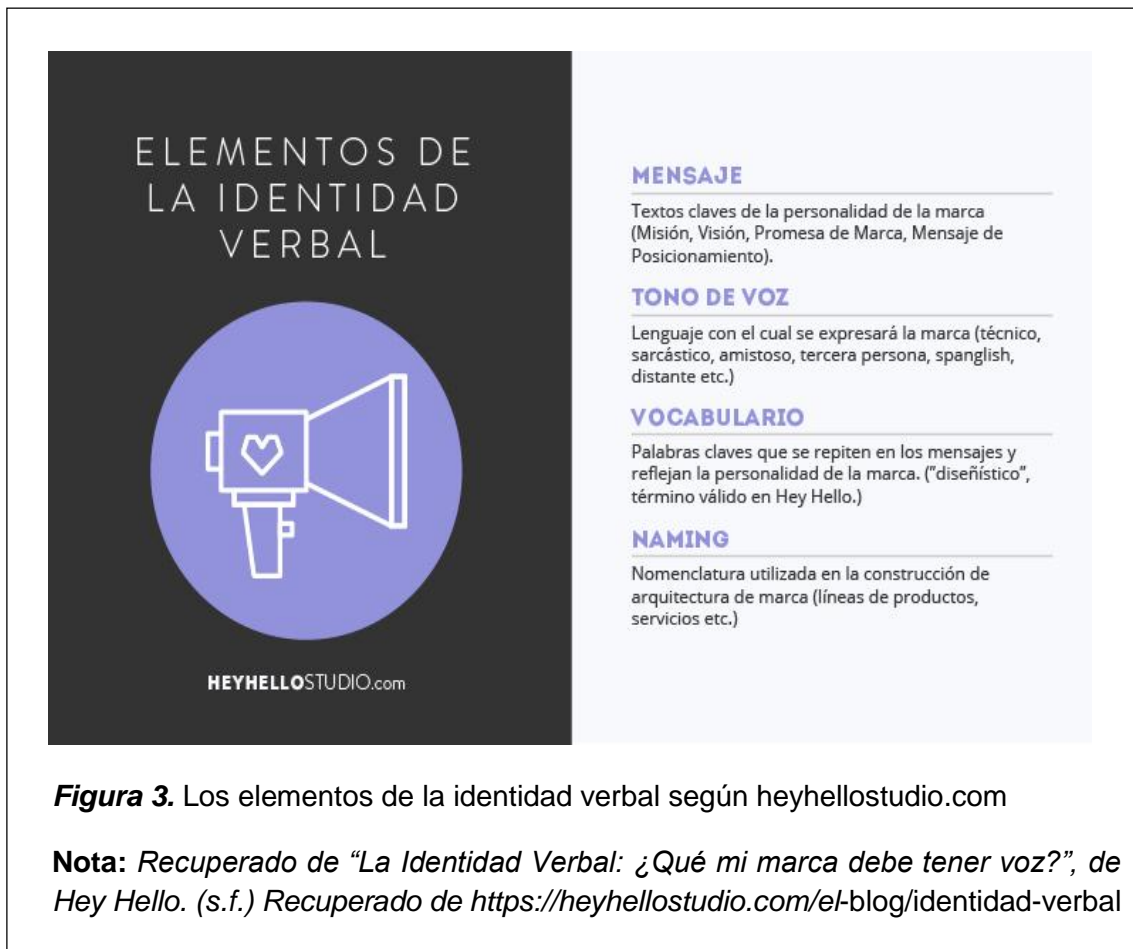 ELEMENTOS DE
LA IDENTIDAD
VERBAL
HEYHELLOSTUDIO.com
MENSAJE
Textos claves de la personalidad de la marca
(Misión, Visión, Promesa de Marca, Mensaje de
Posicionamiento).
TONO DE VOZ
Lenguaje con el cual se expresará la marca (técnico,
sarcástico, amistoso, tercera persona, spanglish,
distante etc.)
VOCABULARIO
Palabras claves que se repiten en los mensajes y
reflejan la personalidad de la marca. ("diseñístico",
término válido en Hey Hello.)
NAMING
Nomenclatura utilizada en la construcción de
arquitectura de marca (líneas de productos,
servicios etc.)
Figura 3. Los elementos de la identidad verbal según heyhellostudio.com
Nota: Recuperado de “La Identidad Verbal: ¿Qué mi marca debe tener voz?”, de
Hey Hello. (s.f.) Recuperado de https://heyhellostudio.com/el-blog/identidad-verbal